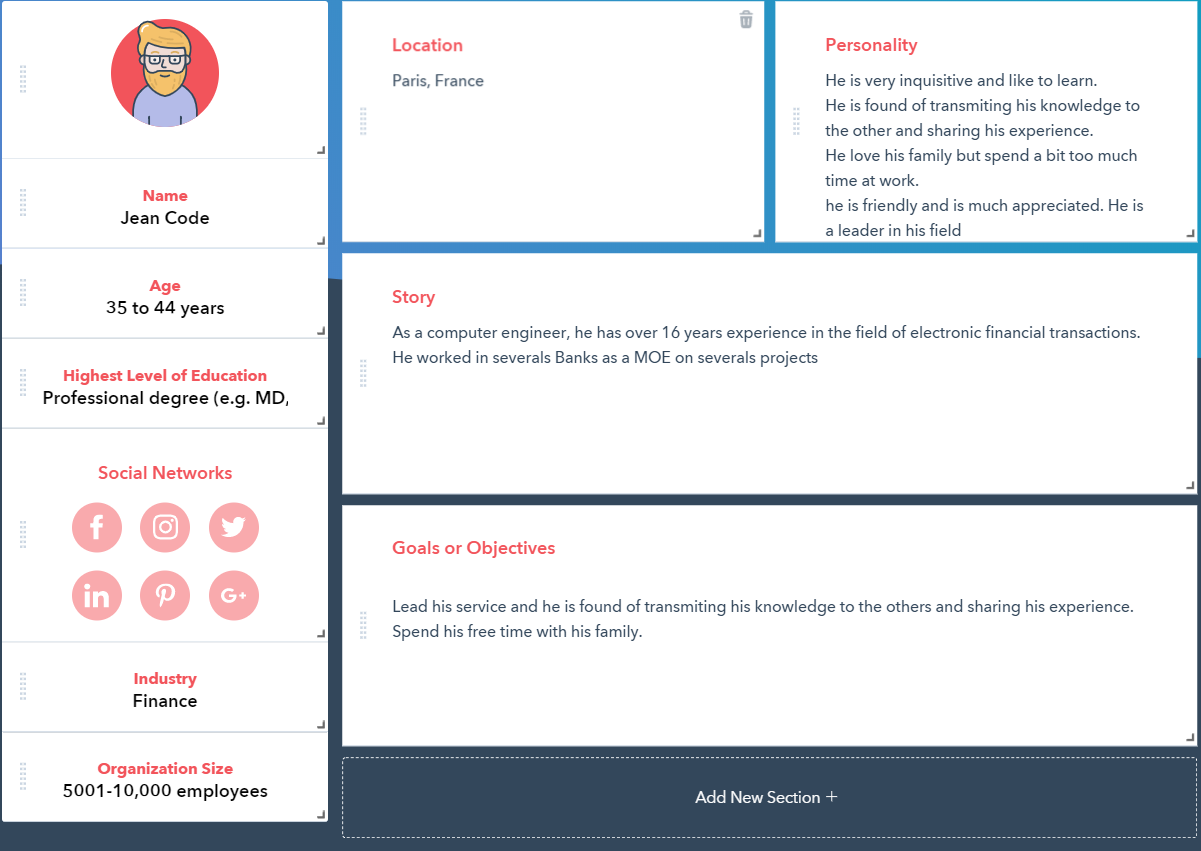 Name
Jean Code
Age
35 to 44 years
Highest Level of Education
Professional degree (e.g. MD,
Social Networks
f
in
G+
Industry
Finance
Organization Size
5001-10,000 employees
Location
Paris, France
Personality
He is very inquisitive and like to learn.
He is found of transmiting his knowledge to
the other and sharing his experience.
He love his family but spend a bit too much
time at work.
he is friendly and is much appreciated. He is
a leader in his field
Story
As a computer engineer, he has over 16 years experience in the field of electronic financial transactions.
He worked in severals Banks as a MOE on severals projects
Goals or Objectives
Lead his service and he is found of transmiting his knowledge to the others and sharing his experience.
Spend his free time with his family.
Add New Section +